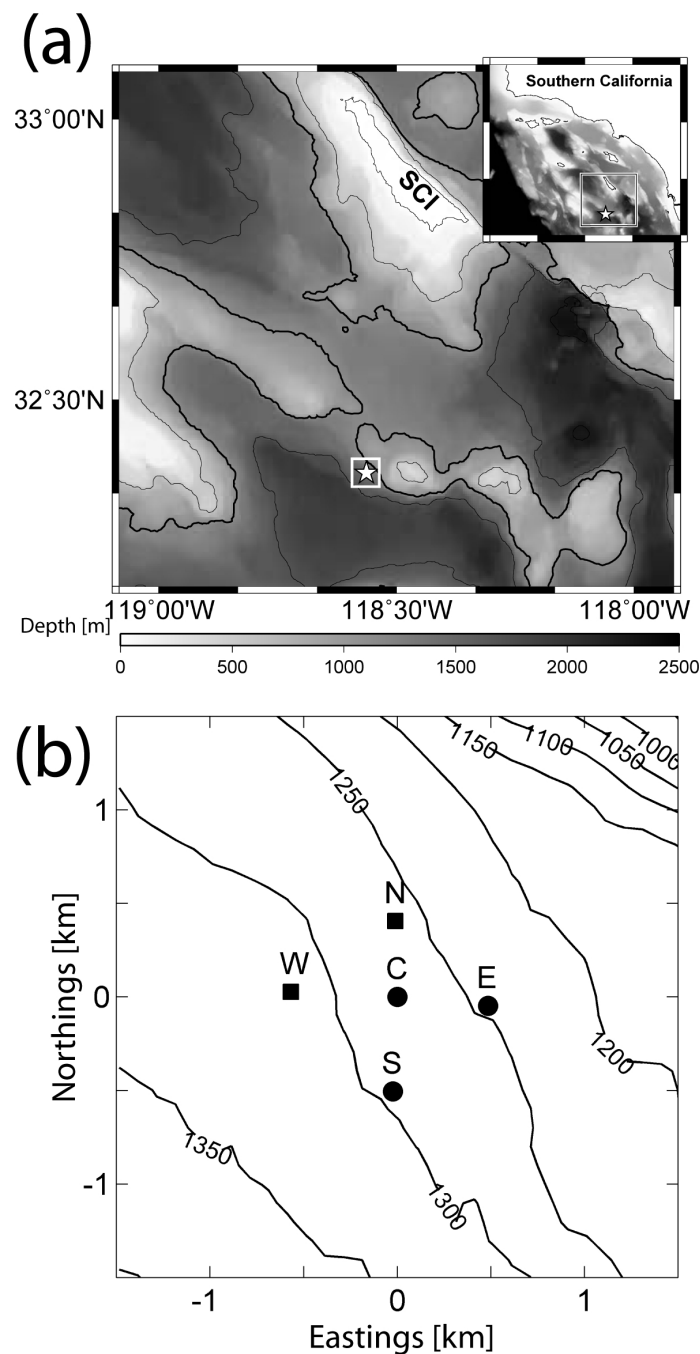 (a)
Southern California
33°00'N
SCI
32°30'N
119°00'W 118°30'W 118°00'W
Depth [m]
0 500 1000 1500 2000 2500
(b)
1150 1100 1050 1000
1250
1
N
W C E
0
S
1200
1350
-1
1300
-1 0 1
Northings [km]
Eastings [km]